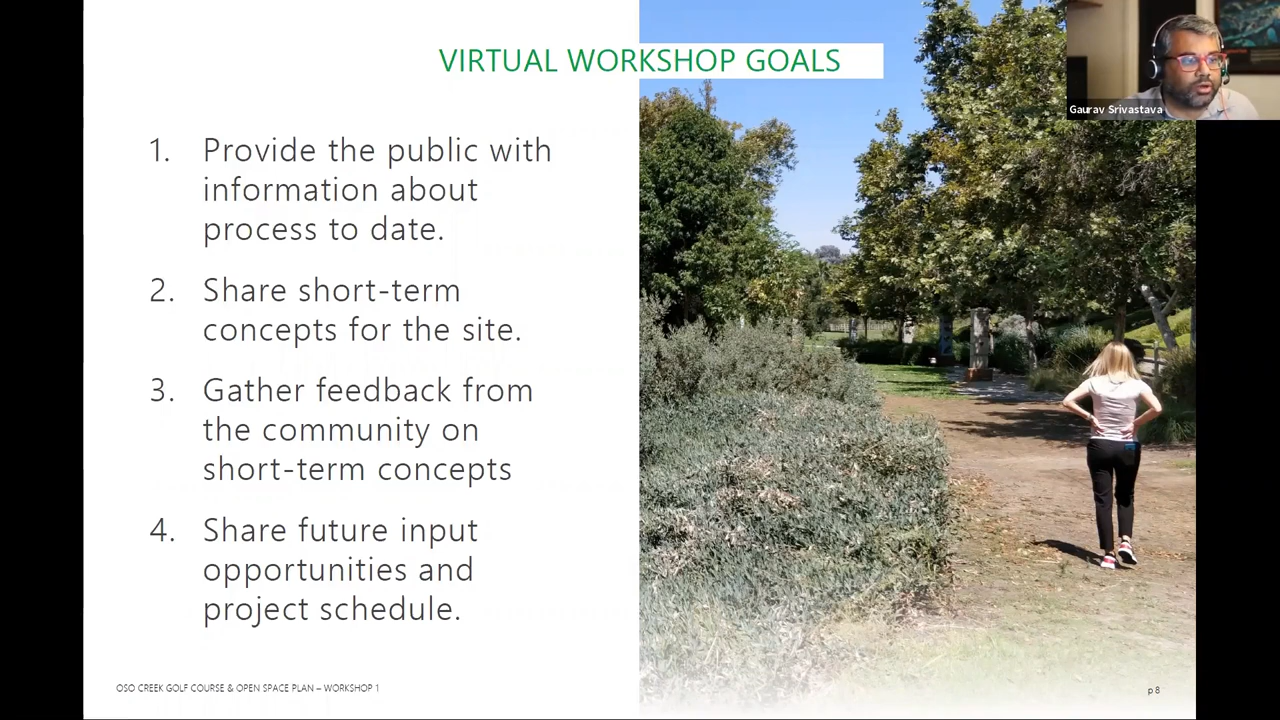 VIRTUAL WORKSHOP GOALS
Gaurav Srivastava
1. Provide the public with
information about
process to date.
2. Share short-term
concepts for the site.
3. Gather feedback from
the community on
short-term concepts
4. Share future input
opportunities and
project schedule.
OSO CREEK GOLF COURSE & OPEN SPACE PLAN – WORKSHOP 1
p 8